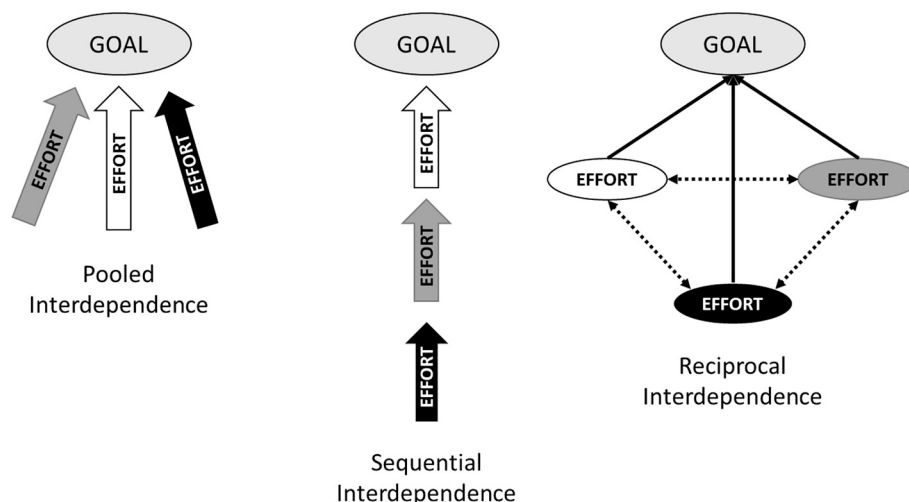 GOAL
EFFORT
EFFORT
EFFORT
Pooled
Interdependence
GOAL
EFFORT
EFFORT
EFFORT
Sequential
Interdependence
GOAL
EFFORT
EFFORT
EFFORT
Reciprocal
Interdependence